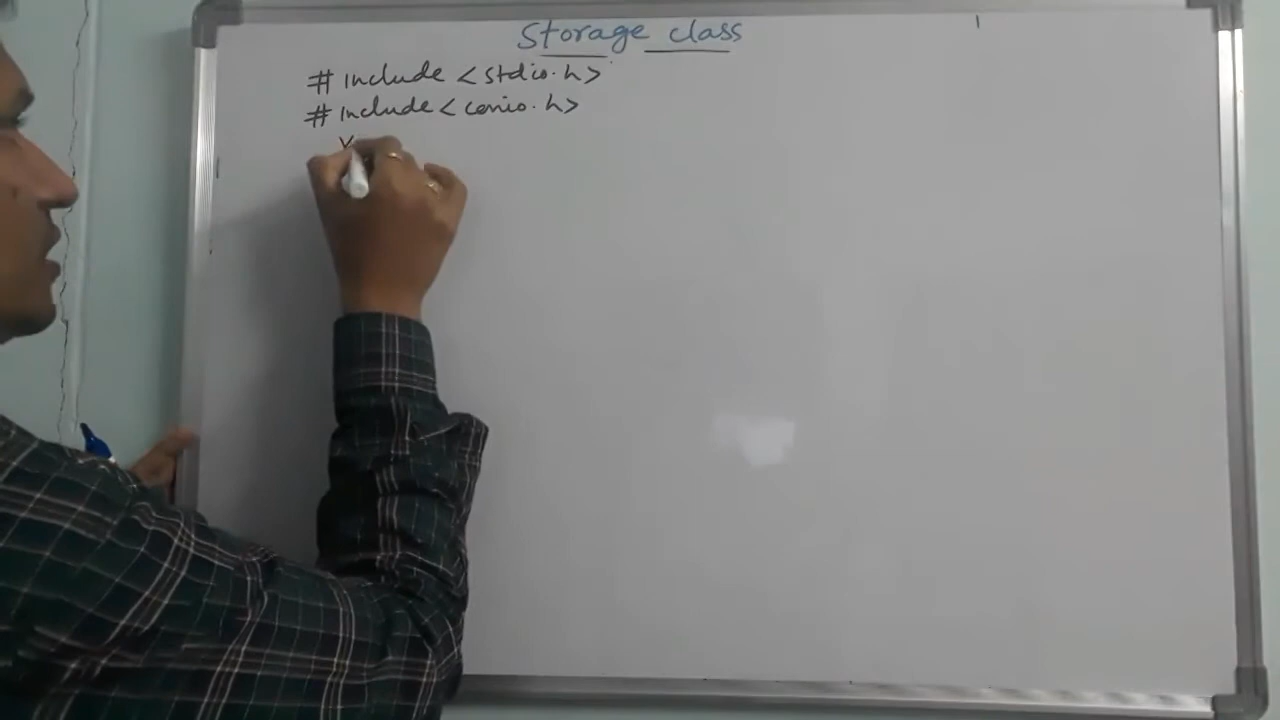 Storage class
# include <stdio.h>
# include <conio.h>
v